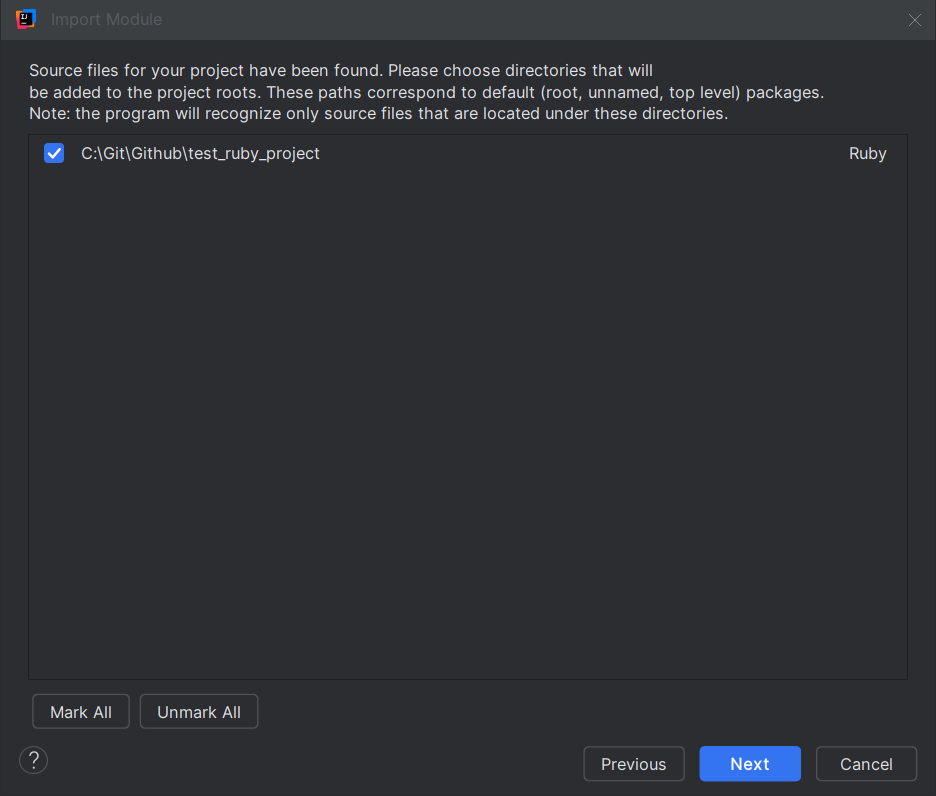 Import Module
Source files for your project have been found. Please choose directories that will
be added to the project roots. These paths correspond to default (root, unnamed, top level) packages.
Note: the program will recognize only source files that are located under these directories.
C:\Git\Github\test_ruby_project Ruby
Mark All Unmark All
? Previous Next Cancel